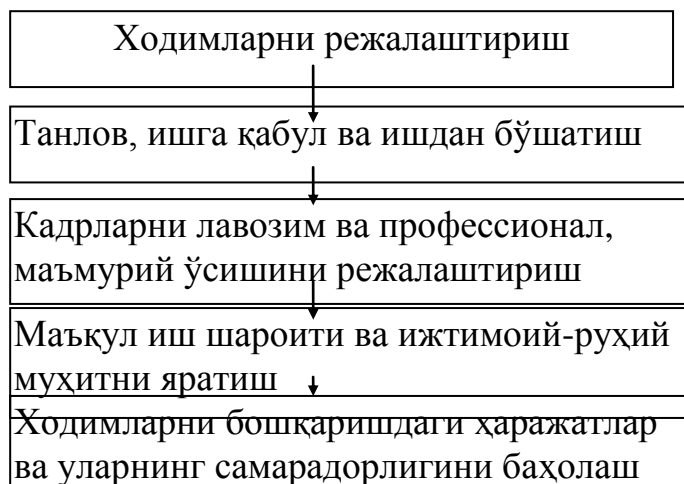 Ходимларни режалаштириш
Танлов, ишга қабул ва ишдан бўшатиш
Кадрларни лавозим ва профессионал,
маъмурий ўсишини режалаштириш
Маъқул иш шароити ва ижтимоий-руҳий
муҳитни яратиш
Ходимларни бошқаришдаги ҳаражатлар
ва уларнинг самарадорлигини баҳолаш